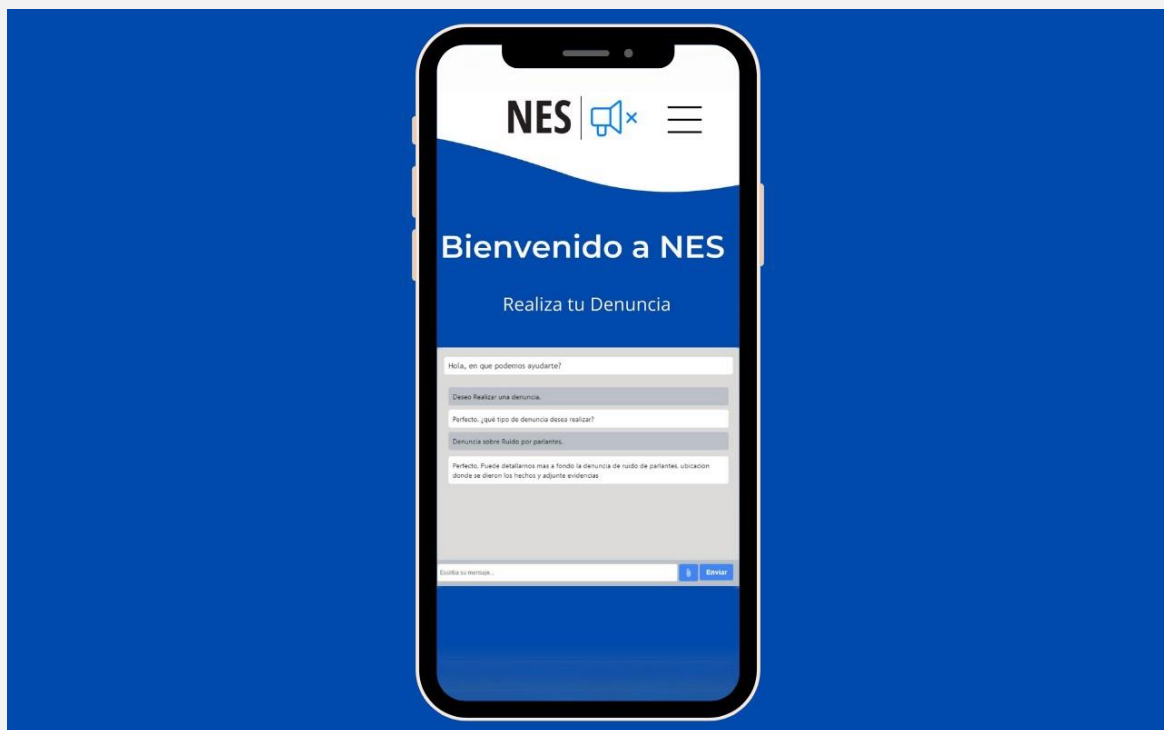 NES
Bienvenido a NES
Realiza tu Denuncia
Hola, en que podemos ayudarte?
Deseo Realizar una denuncia.
Perfecto, ¿qué tipo de denuncia desea realizar?
Denuncia sobre Ruido por parlantes.
Perfecto, Puede detallarnos mas a fondo la denuncia de ruido de parlantes, ubicacion
donde se dieron los hechos y adjunte evidencias
Escriba su mensaje...
Enviar